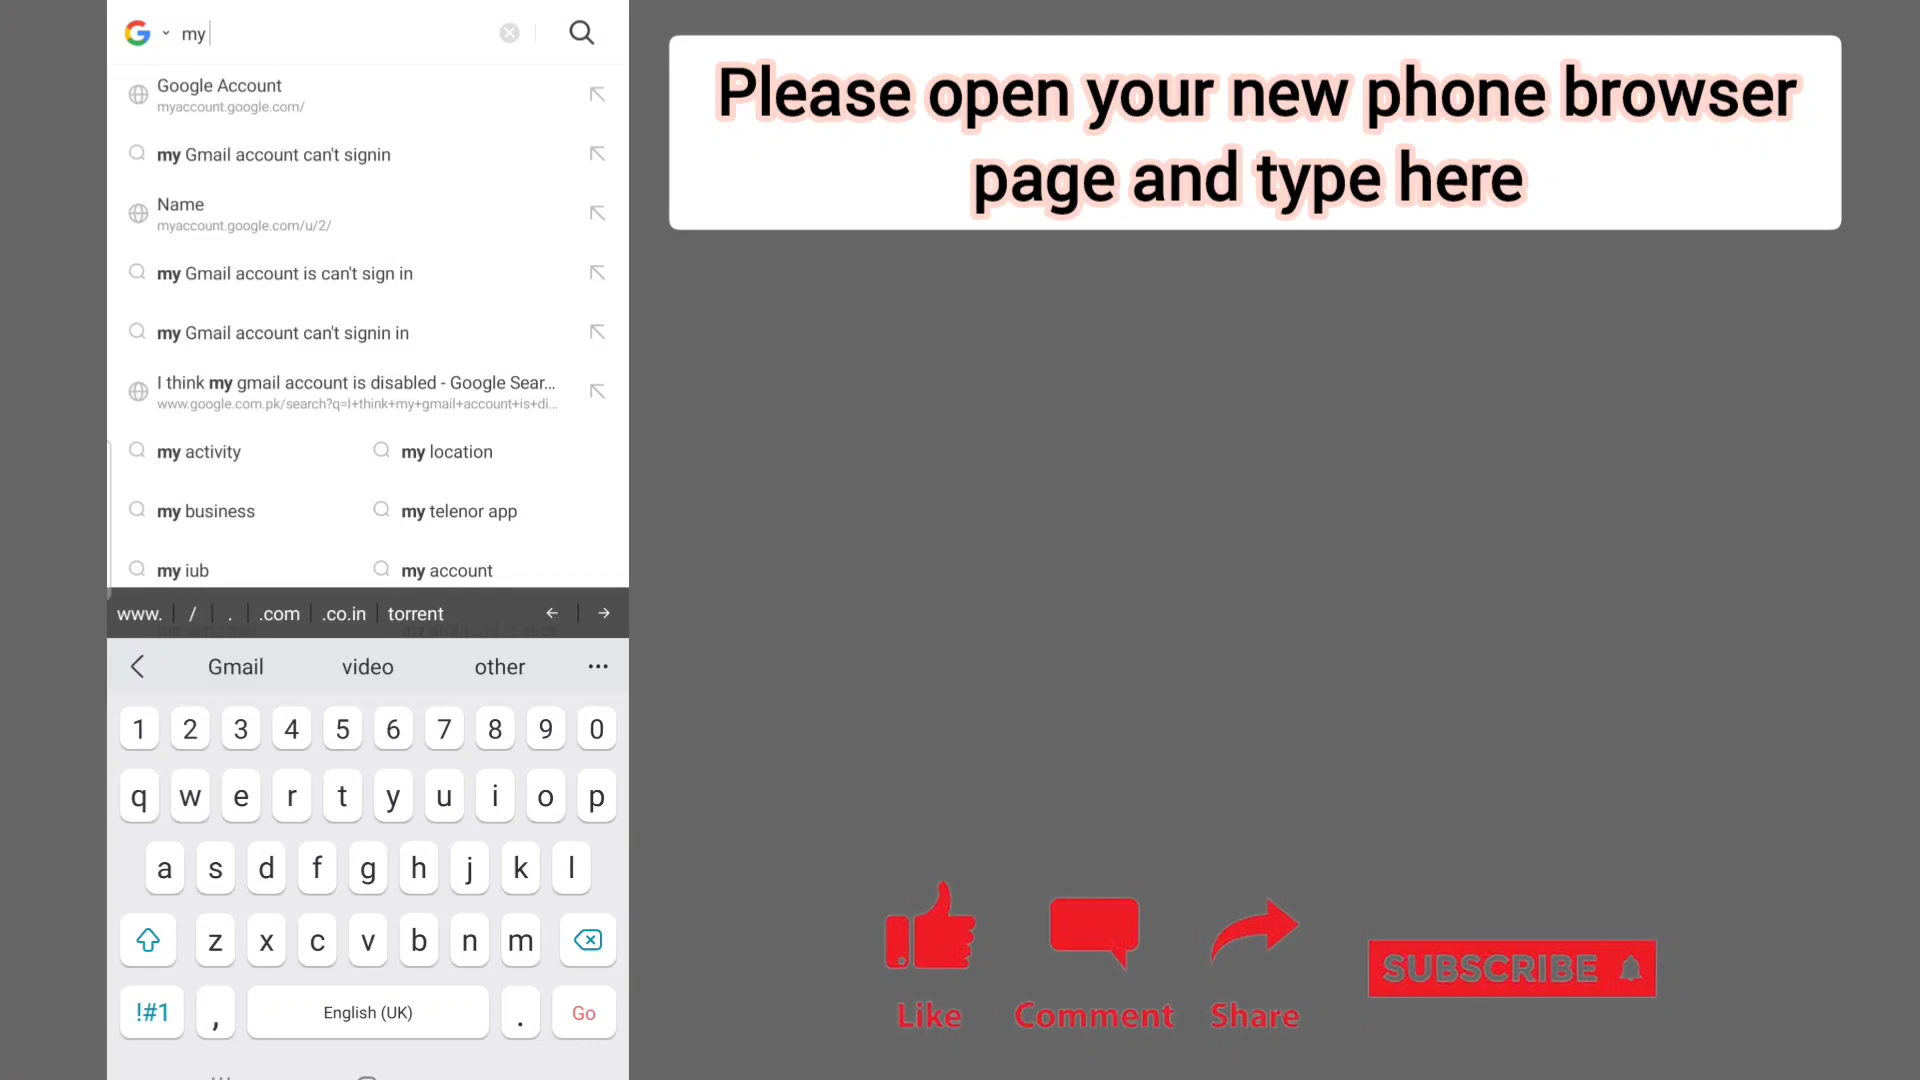 my
Google Account
myaccount.google.com/
my Gmail account can't signin
Name
myaccount.google.com/u/2/
my Gmail account is can't sign in
my Gmail account can't signin in
I think my gmail account is disabled - Google Sear...
www.google.com.pk/search?q=I+think+my+gmail+account+is+di...
my activity
my location
my business
my telenor app
my iub
my account
www. / . .com .co.in torrent
Gmail video other
1 2 3 4 5 6 7 8 9 0
q w e r t y u i o p
a s d f g h j k l
z x c v b n m
!#1 , English (UK) . Go
Please open your new phone browser
page and type here
Like Comment Share
SUBSCRIBE